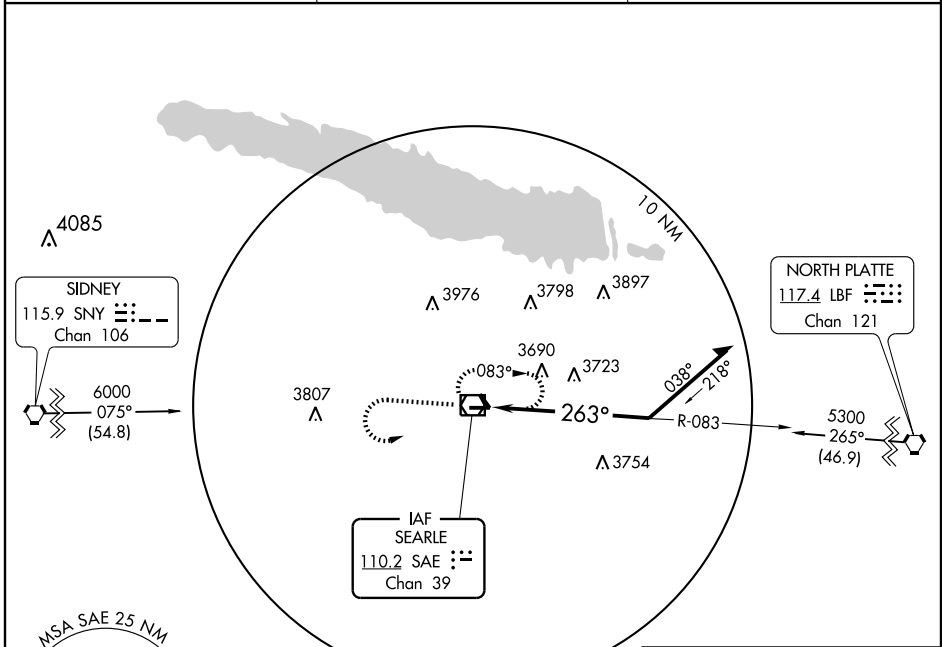 10 NM
4085
SIDNEY
115.9 SNY
Chan 106
3976
3798
3897
NORTH PLATTE
117.4 LBF
Chan 121
3690
083°
3723
038°
218°
6000
075°
(54.8)
3807
263°
R-083
5300
265°
(46.9)
3754
IAF
SEARLE
110.2 SAE
Chan 39
MSA SAE 25 NM